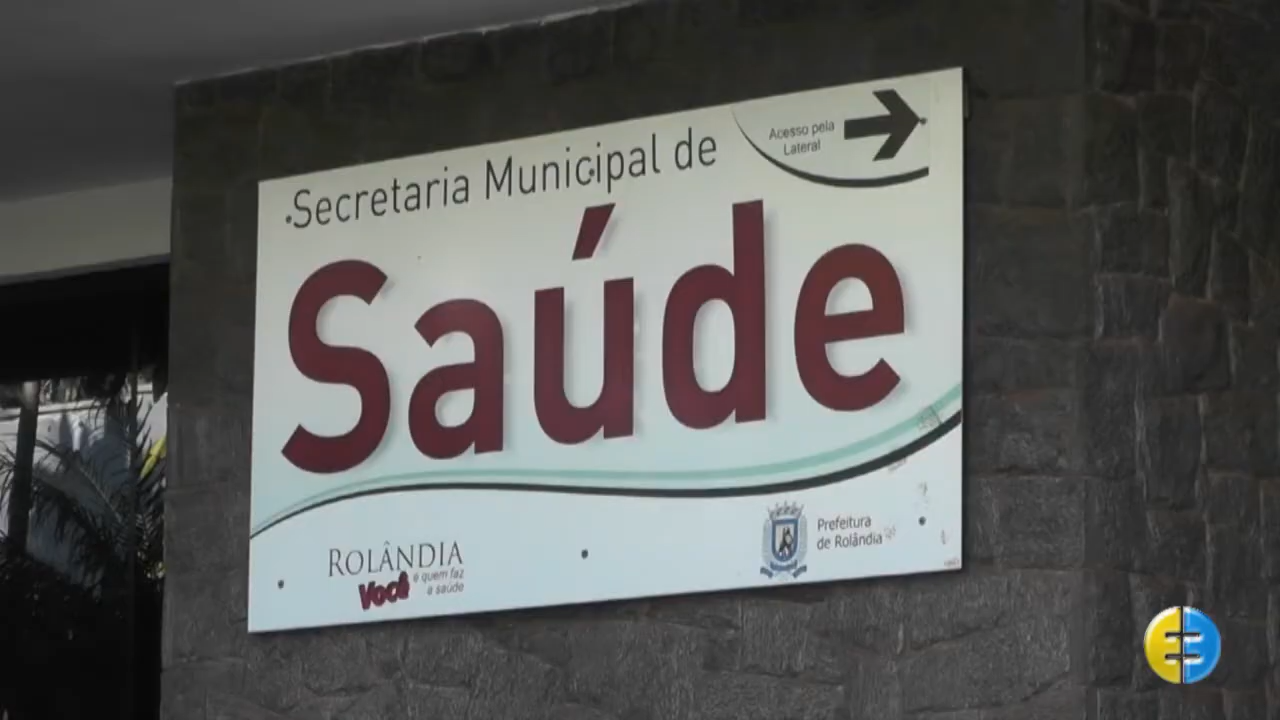 Secretaria Municipal de
Acesso pela
Lateral
Saúde
ROLÂNDIA
Você é quem faz
a saúde
Prefeitura
de Rolândia